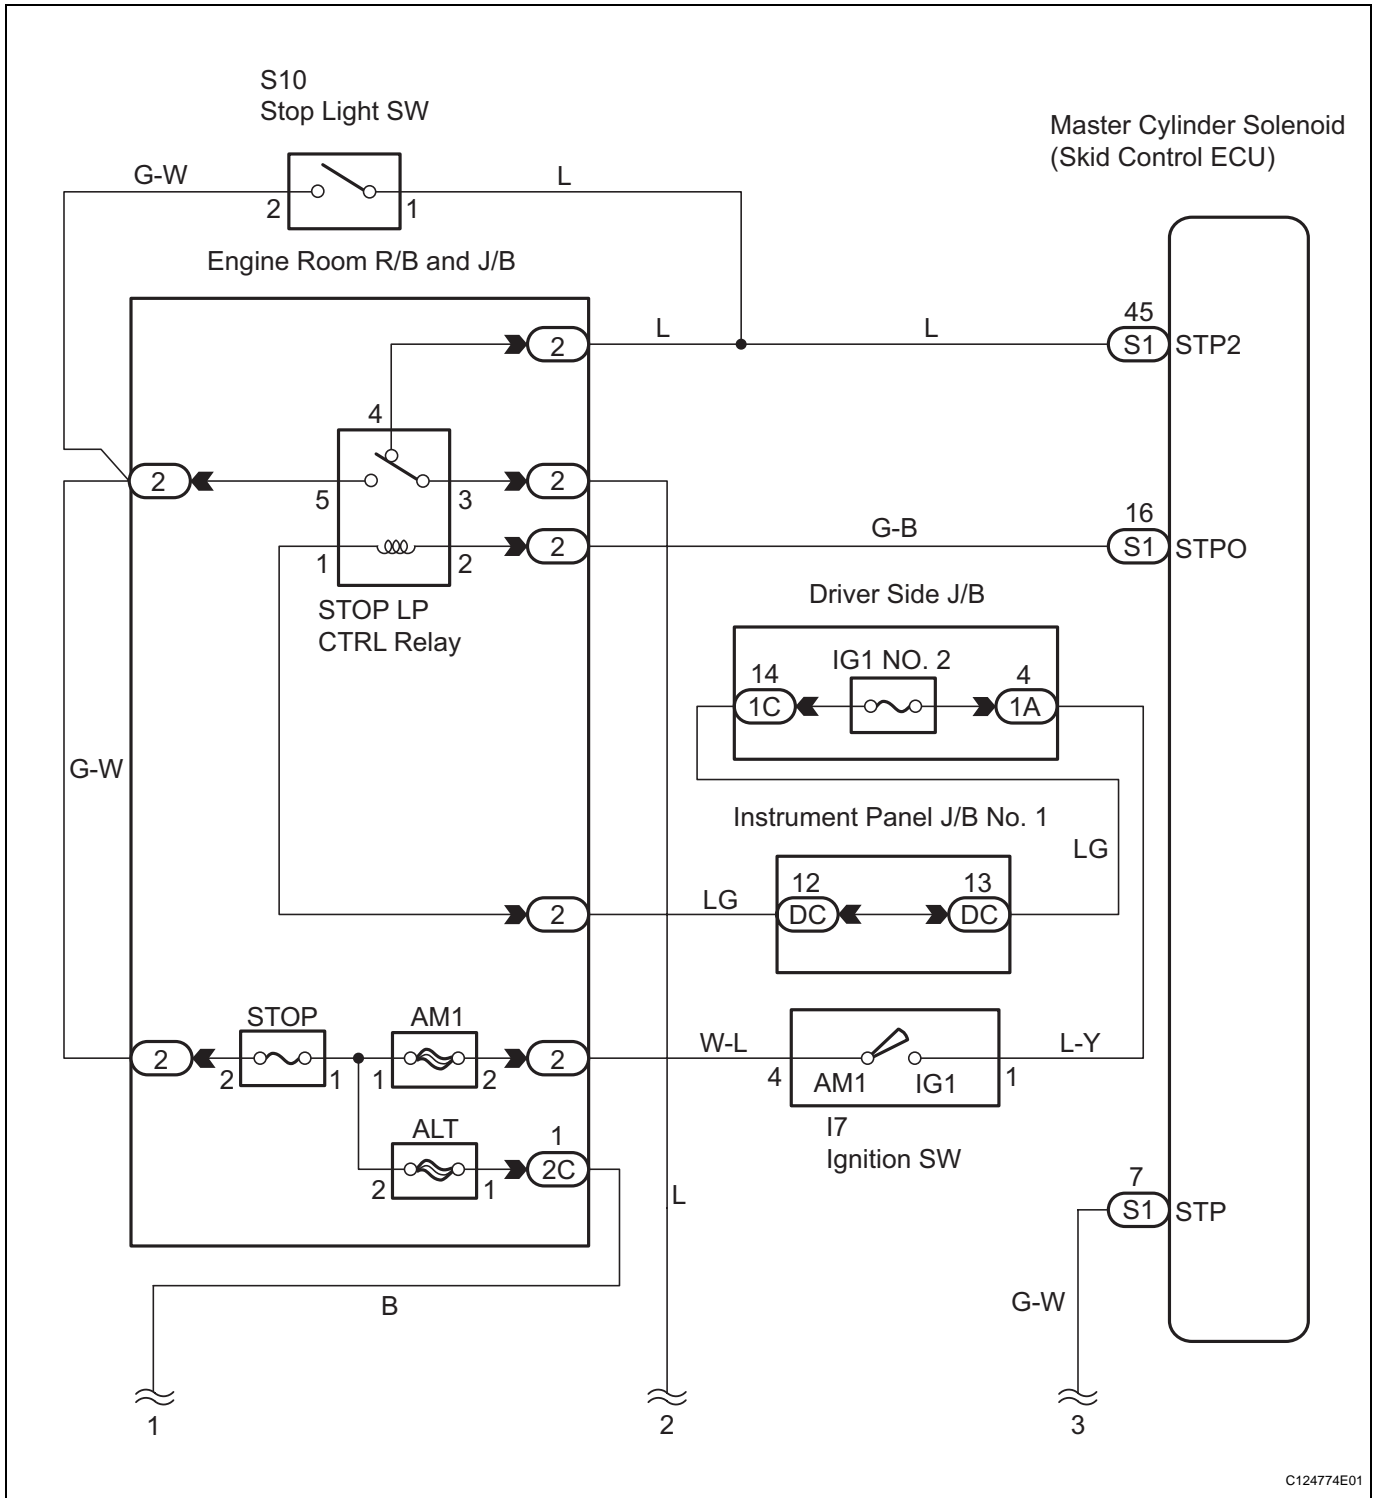 S10
Stop Light SW
Master Cylinder Solenoid
(Skid Control ECU)
G-W
L
2
1
Engine Room R/B and J/B
45
L
L
2
S1
STP2
4
2
5
3
2
16
G-B
1
2
2
S1
STPO
STOP LP
CTRL Relay
Driver Side J/B
IG1 NO. 2
14
4
1C
1A
G-W
Instrument Panel J/B No. 1
LG
12
13
LG
2
DC
DC
STOP
AM1
W-L
L-Y
2
2
1
1
2
2
4
AM1
IG1
1
I7
Ignition SW
ALT
1
2
1
2C
7
L
S1
STP
B
G-W
1
2
3
C124774E01